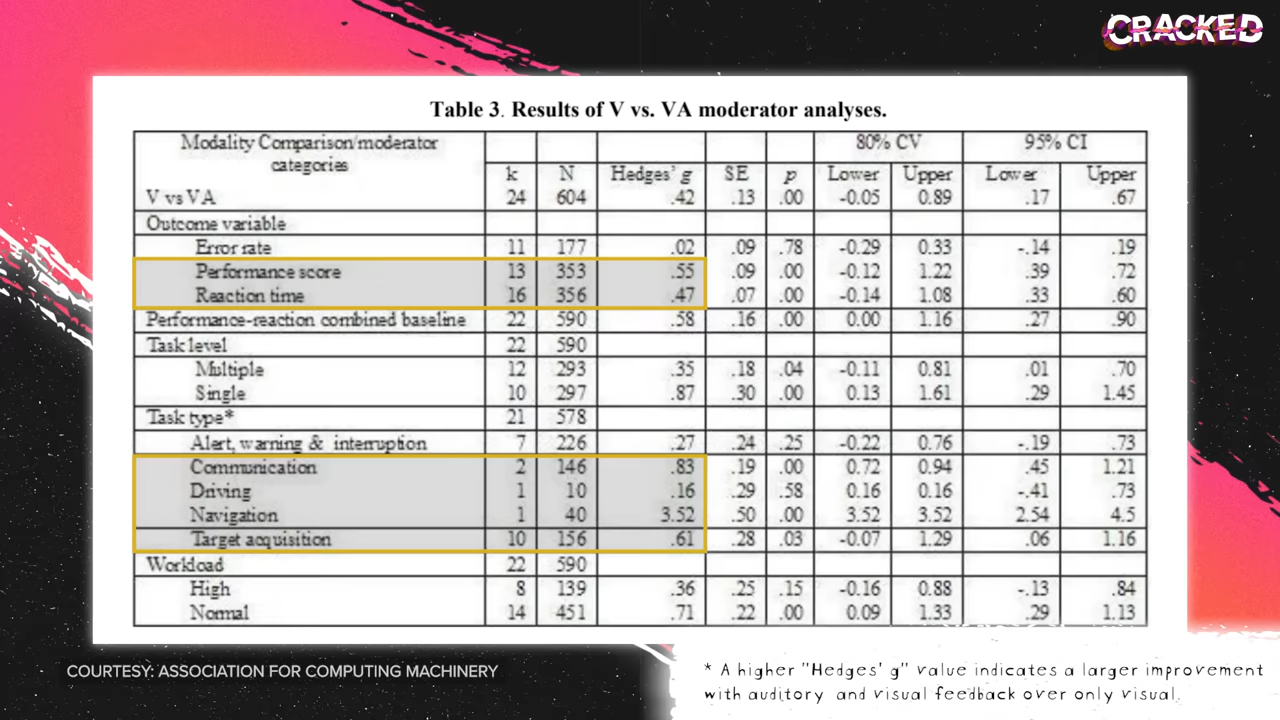 CRACKED
Table 3. Results of V vs. VA moderator analyses.
Modality Comparison/moderator categories k N Hedges' g SE p 80% CV Lower Upper 95% CI Lower Upper
V vs VA 24 604 .42 .13 .00 -0.05 0.89 .17 .67
Outcome variable
Error rate 11 177 .02 .09 .78 -0.29 0.33 -.14 .19
Performance score 13 353 .55 .09 .00 -0.12 1.22 .39 .72
Reaction time 16 356 .47 .07 .00 -0.14 1.08 .33 .60
Performance-reaction combined baseline 22 590 .58 .16 .00 0.00 1.16 .27 .90
Task level 22 590
Multiple 12 293 .35 .18 .04 -0.11 0.81 .01 .70
Single 10 297 .87 .30 .00 0.13 1.61 .29 1.45
Task type* 21 578
Alert, warning & interruption 7 226 .27 .24 .25 -0.22 0.76 -.19 .73
Communication 2 146 .83 .19 .00 0.72 0.94 .45 1.21
Driving 1 10 .16 .29 .58 0.16 0.16 -.41 .73
Navigation 1 40 3.52 .50 .00 3.52 3.52 2.54 4.5
Target acquisition 10 156 .61 .28 .03 -0.07 1.29 .06 1.16
Workload 22 590
High 8 139 .36 .25 .15 -0.16 0.88 -.13 .84
Normal 14 451 .71 .22 .00 0.09 1.33 .29 1.13
COURTESY: ASSOCIATION FOR COMPUTING MACHINERY
* A higher "Hedges' g" value indicates a larger improvement
with auditory and visual feedback over only visual.